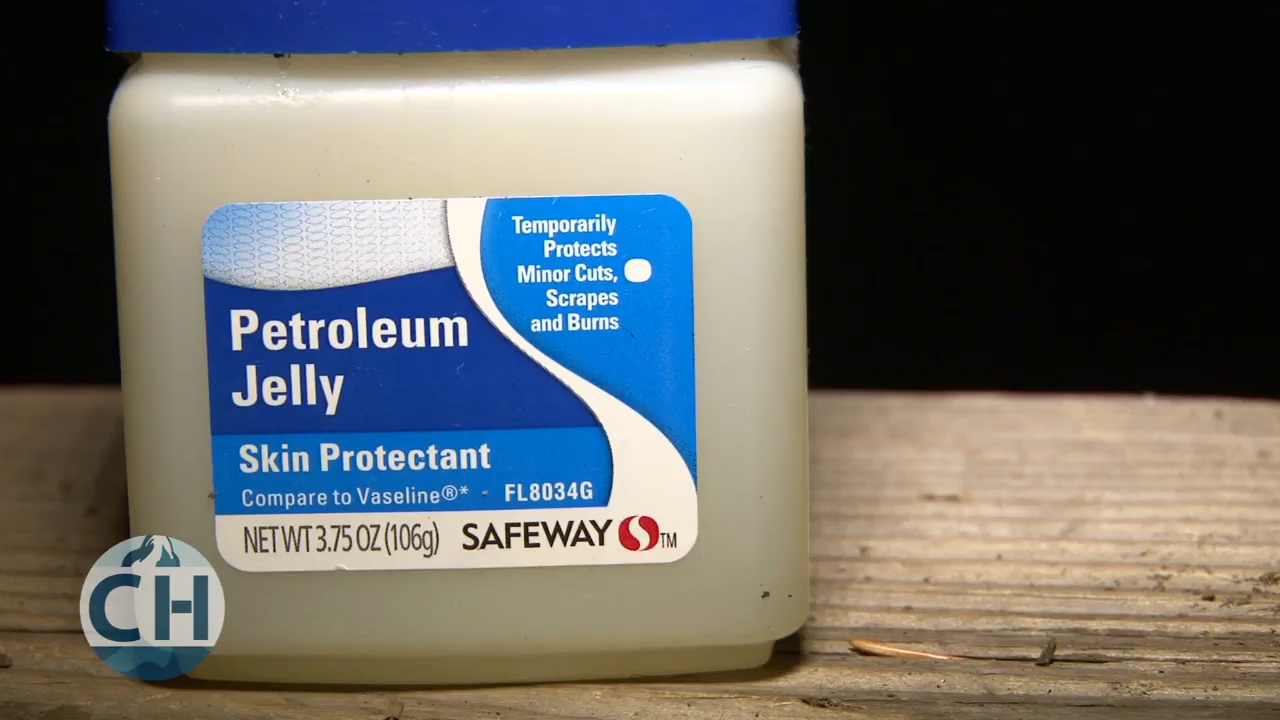 Temporarily
Protects
Minor Cuts,
Scrapes
and Burns
Petroleum
Jelly
Skin Protectant
Compare to Vaseline®* - FL8034G
NET WT 3.75 OZ (106g) SAFEWAY TM
CH